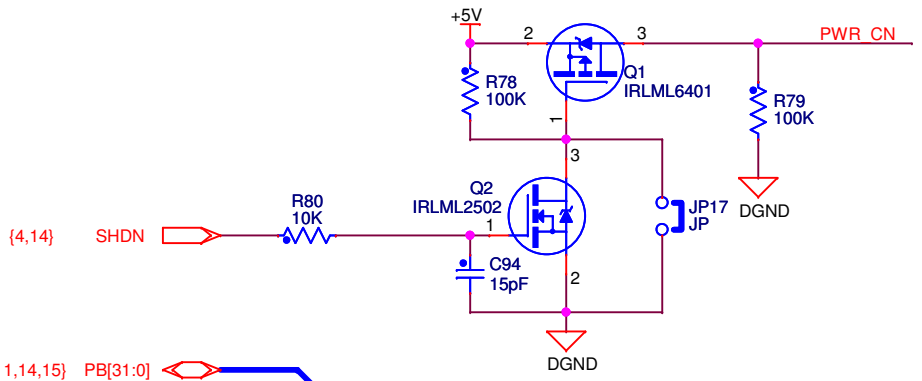 +5V
2
3
PWR_CN
R78
100K
Q1
IRLML6401
R79
100K
1
3
Q2
IRLML2502
R80
10K
JP17
JP
DGND
{4,14} SHDN
1
C94
15pF
2
DGND
1,14,15} PB[31:0]